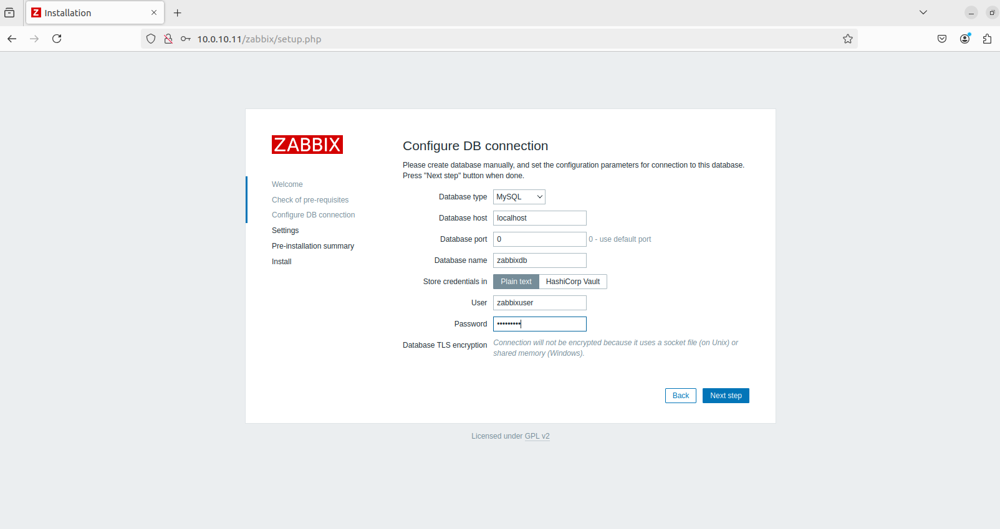 Installation
10.0.10.11/zabbix/setup.php
ZABBIX
Welcome
Check of pre-requisites
Configure DB connection
Settings
Pre-installation summary
Install
Configure DB connection
Please create database manually, and set the configuration parameters for connection to this database.
Press "Next step" button when done.
Database type MySQL
Database host localhost
Database port 0 0 - use default port
Database name zabbixdb
Store credentials in Plain text HashiCorp Vault
User zabbixuser
Password •••••••••
Database TLS encryption Connection will not be encrypted because it uses a socket file (on Unix) or
shared memory (Windows).
Back Next step
Licensed under GPL v2